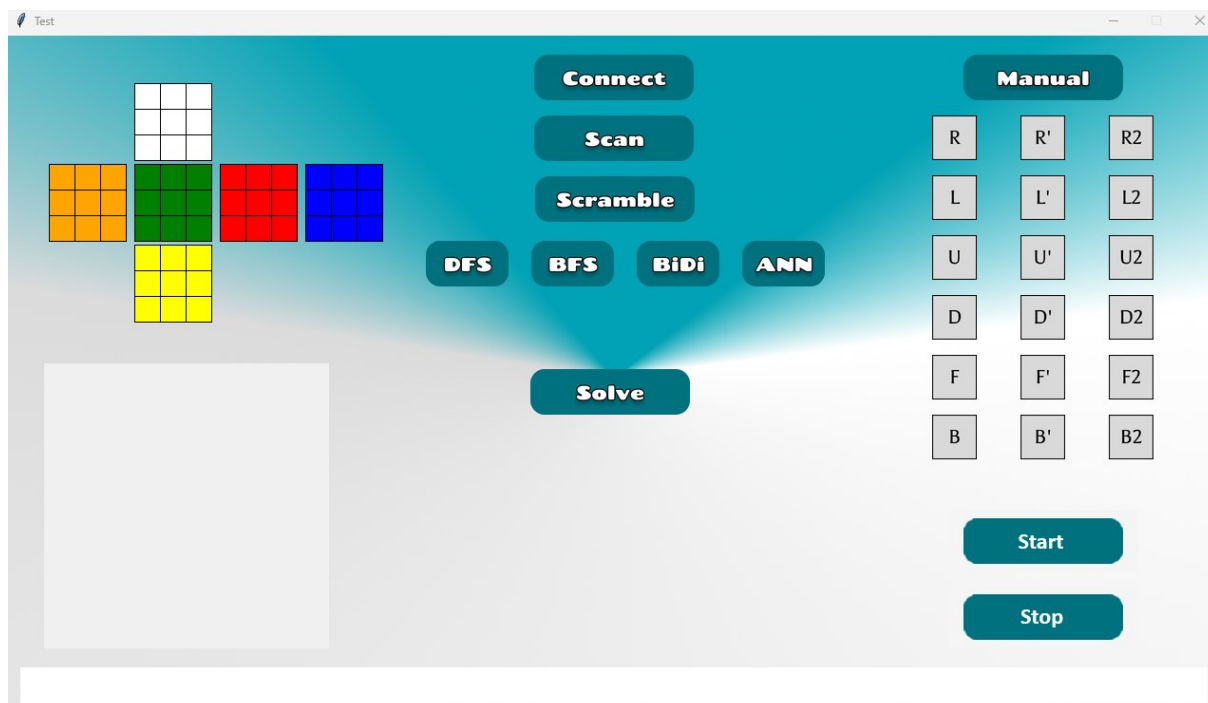 Test
Connect
Manual
Scan
R R' R2
Scramble
L L' L2
DFS BFS BiDi ANN
U U' U2
D D' D2
Solve
F F' F2
B B' B2
Start
Stop